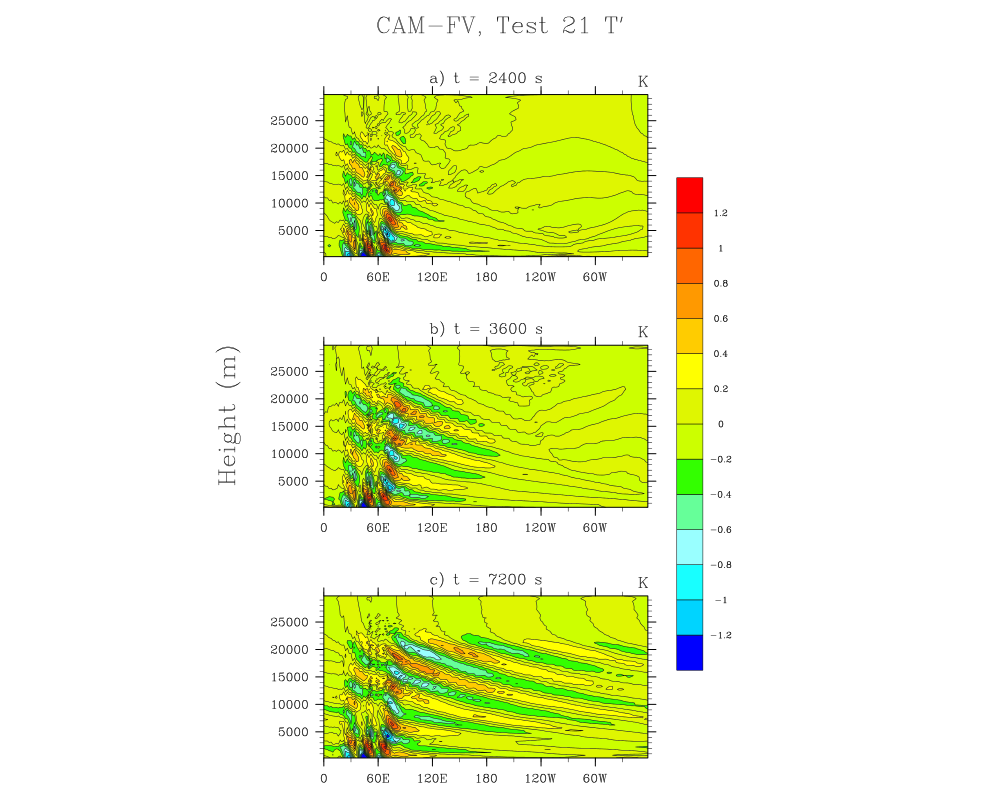 CAM-FV, Test 21 T′
a) t = 2400 s
K
25000
20000
15000
10000
5000
0 60E 120E 180 120W 60W
b) t = 3600 s
K
25000
20000
15000
10000
5000
0 60E 120E 180 120W 60W
c) t = 7200 s
K
25000
20000
15000
10000
5000
0 60E 120E 180 120W 60W
Height (m)
1.2
1
0.8
0.6
0.4
0.2
0
-0.2
-0.4
-0.6
-0.8
-1
-1.2